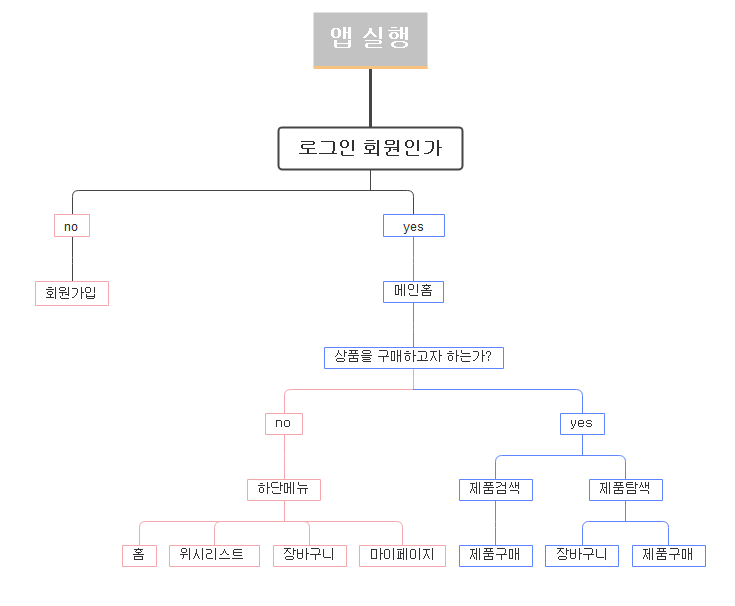 앱 실행
로그인 회원인가
no
yes
회원가입
메인홈
상품을 구매하고자 하는가?
no
yes
하단메뉴
제품검색
제품탐색
홈
위시리스트
장바구니
마이페이지
제품구매
장바구니
제품구매